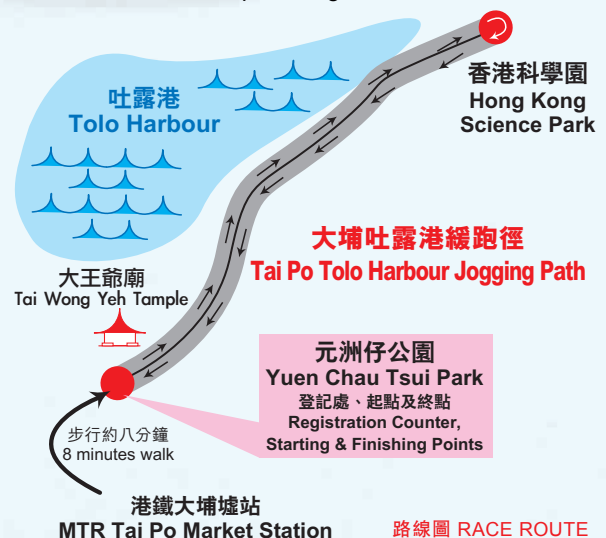 香港科學園
Hong Kong
Science Park
吐露港
Tolo Harbour
大埔吐露港緩跑徑
Tai Po Tolo Harbour Jogging Path
大王爺廟
Tai Wong Yeh Tample
元洲仔公園
Yuen Chau Tsui Park
登記處、起點及終點
Registration Counter,
Starting & Finishing Points
步行約八分鐘
8 minutes walk
港鐵大埔墟站
MTR Tai Po Market Station
路線圖 RACE ROUTE